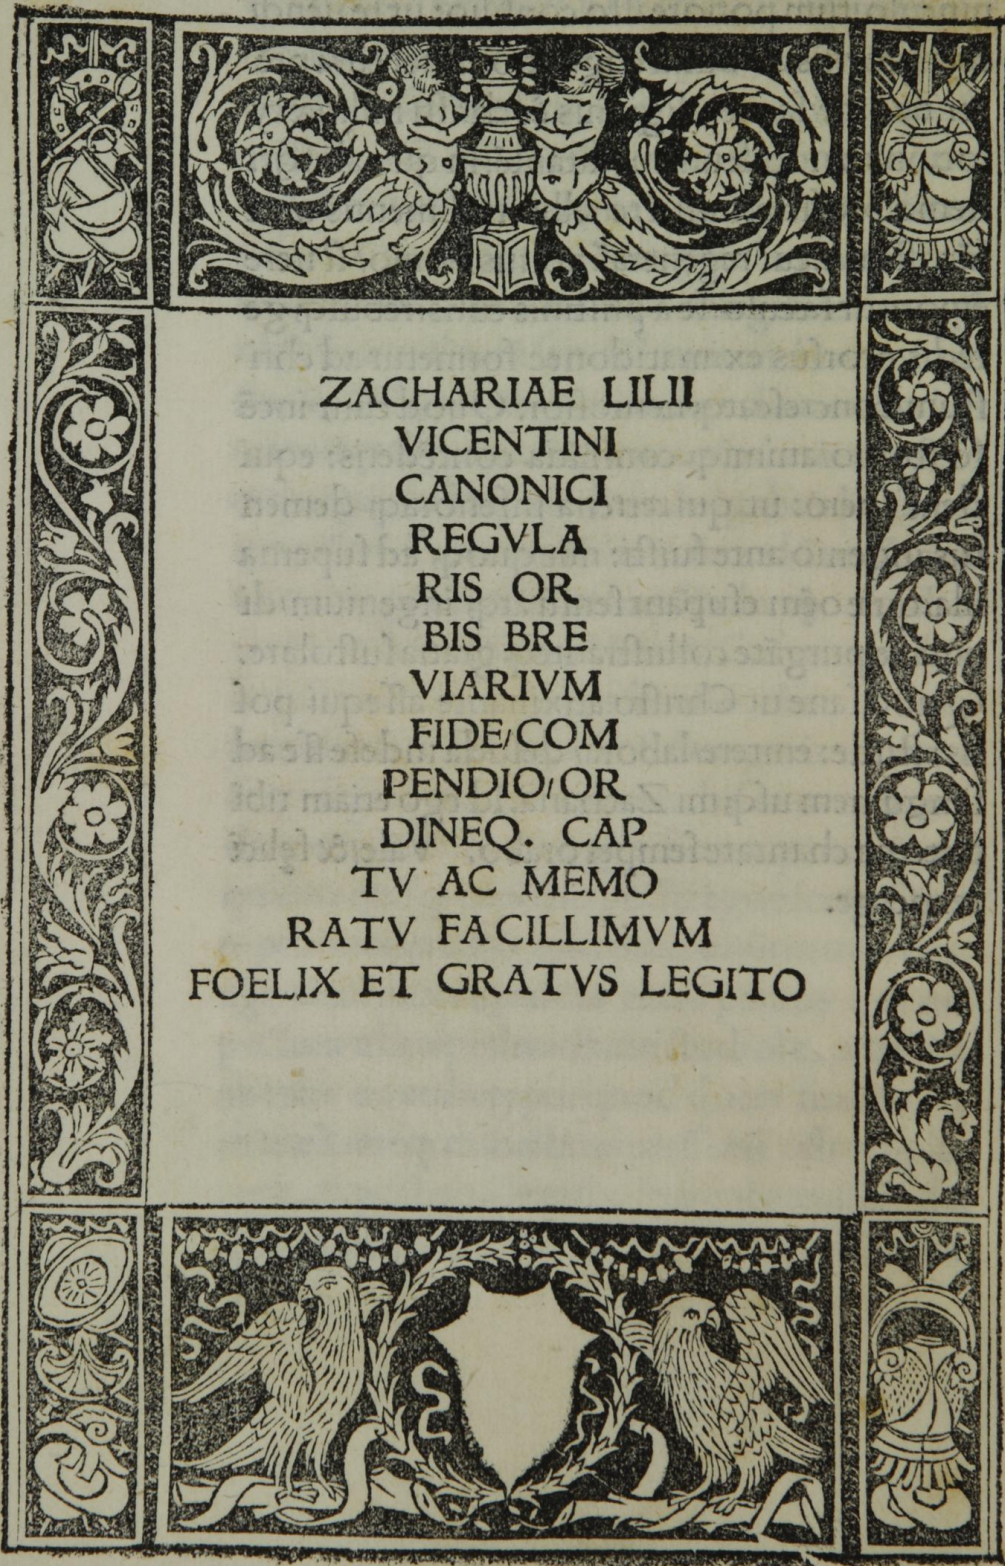 ZACHARIAE LILII
VICENTINI
CANONICI
REGVLA
RIS OR
BIS BRE
VIARIVM
FIDE/COM
PENDIO/OR
DINEQ. CAP
TV AC MEMO
RATV FACILLIMVM
FOELIX ET GRATVS LEGITO